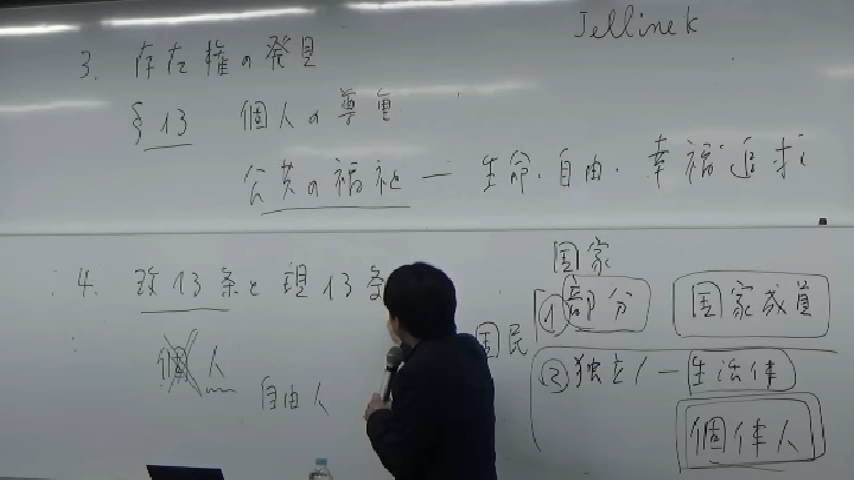 Jellinek
3. 存在権の発見
§13 個人の尊重
公共の福祉 ― 生命・自由・幸福追求
4. 改13条と現13条
個人
自由人
国家
国民
① 部分 国家成員
② 独立人 ― 生活体
個体人